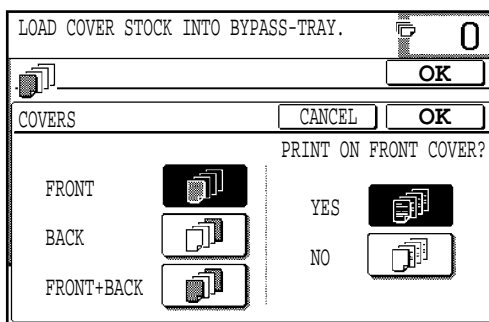 LOAD COVER STOCK INTO BYPASS-TRAY.
0
OK
COVERS
CANCEL
OK
PRINT ON FRONT COVER?
FRONT
YES
BACK
NO
FRONT+BACK